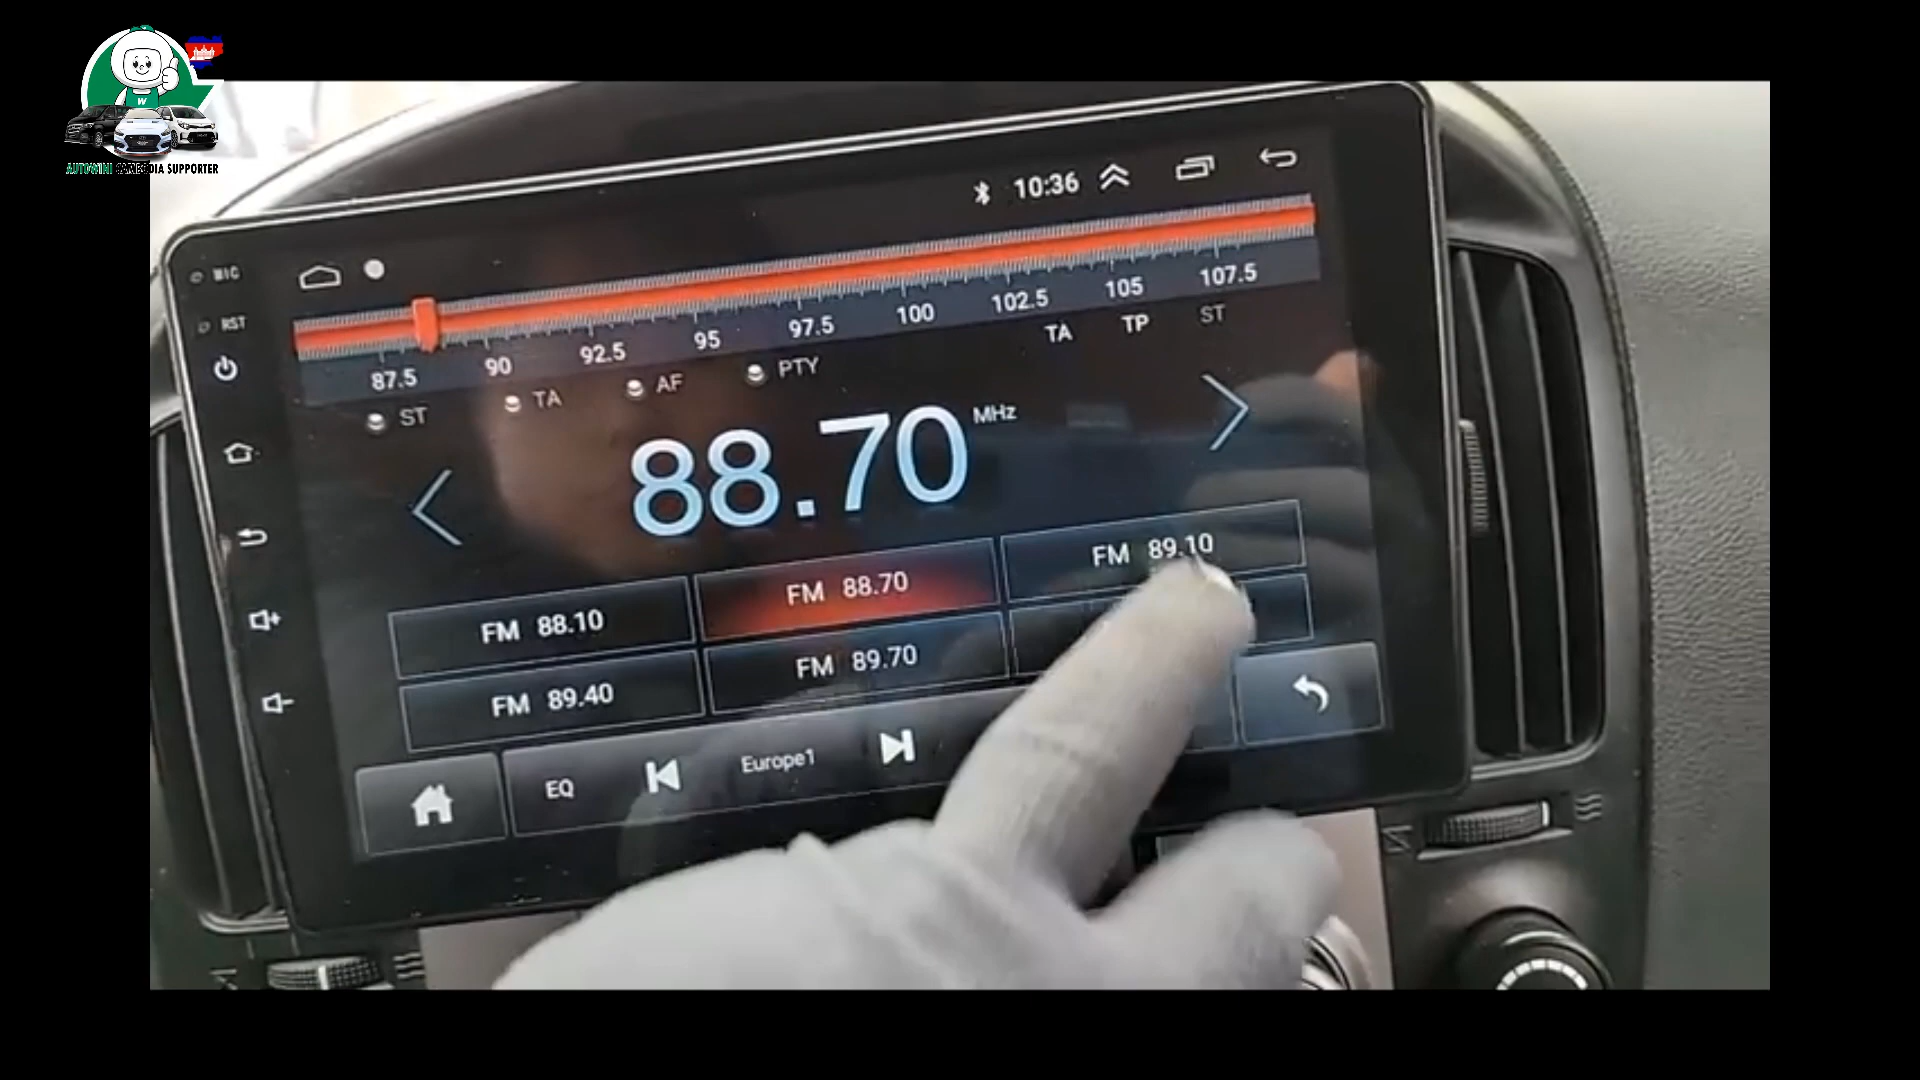 W
AUTOWINI CAMBODIA SUPPORTER
10:36
MIC
RST
87.5 90 92.5 95 97.5 100 102.5 105 107.5
ST TA AF PTY TA TP ST
88.70 MHz
FM 88.10 FM 88.70 FM 89.10
FM 89.40 FM 89.70
EQ Europe1